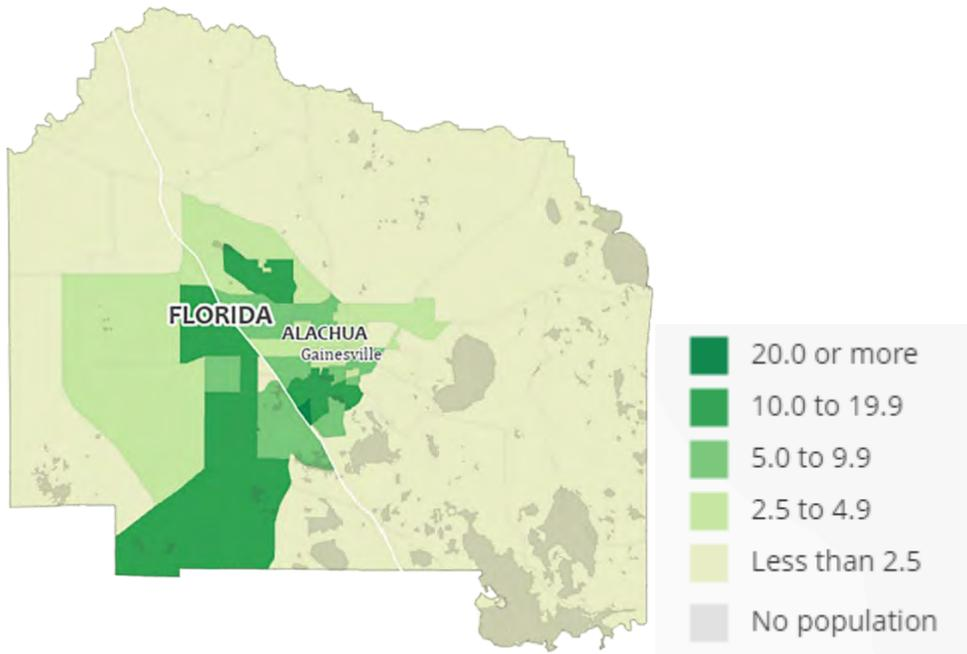 FLORIDA
ALACHUA
Gainesville
20.0 or more
10.0 to 19.9
5.0 to 9.9
2.5 to 4.9
Less than 2.5
No population